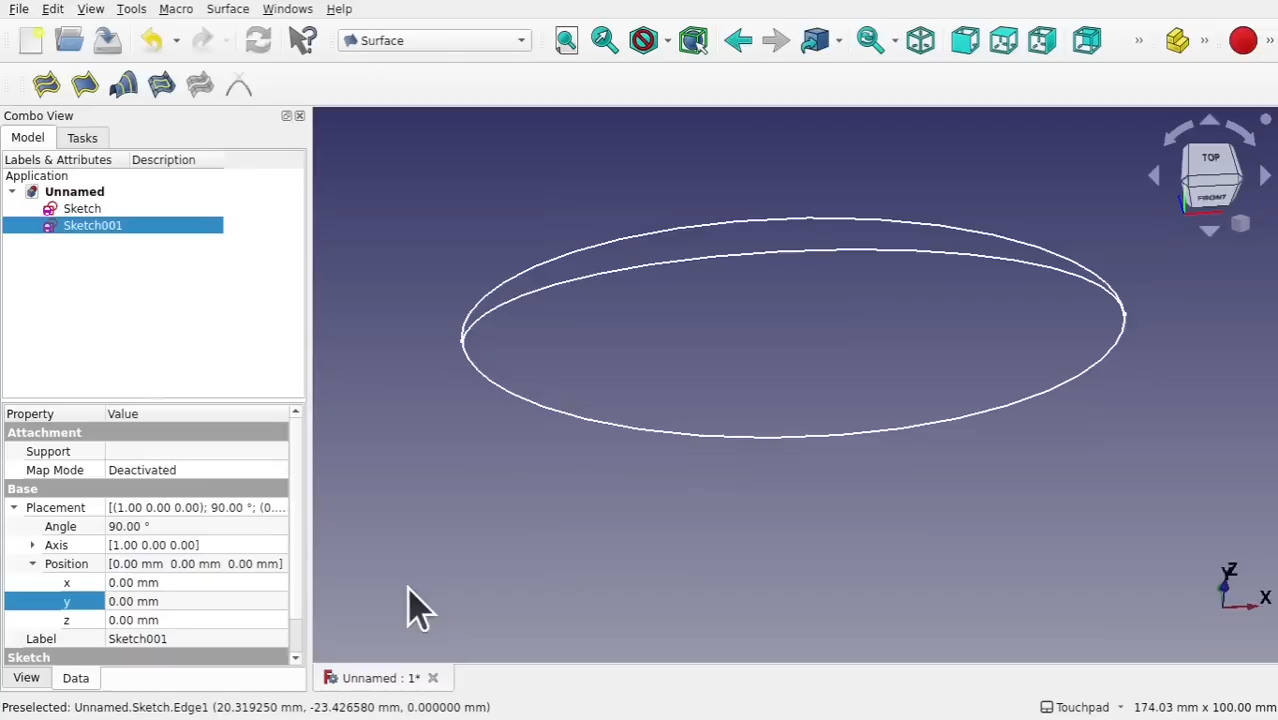 File Edit View Tools Macro Surface Windows Help
Surface
»
»
»
Combo View
Model Tasks
Labels & Attributes Description
Application
Unnamed
Sketch
Sketch001
TOP
FRONT
Property Value
Attachment
Support
Map Mode Deactivated
Base
Placement [(1.00 0.00 0.00); 90.00 °; (0....
Angle 90.00 °
Axis [1.00 0.00 0.00]
Position [0.00 mm 0.00 mm 0.00 mm]
x 0.00 mm
y 0.00 mm
z 0.00 mm
Label Sketch001
Sketch
Y Z
X
View Data
Unnamed : 1*
Preselected: Unnamed.Sketch.Edge1 (20.319250 mm, -23.426580 mm, 0.000000 mm)
Touchpad 174.03 mm x 100.00 mm